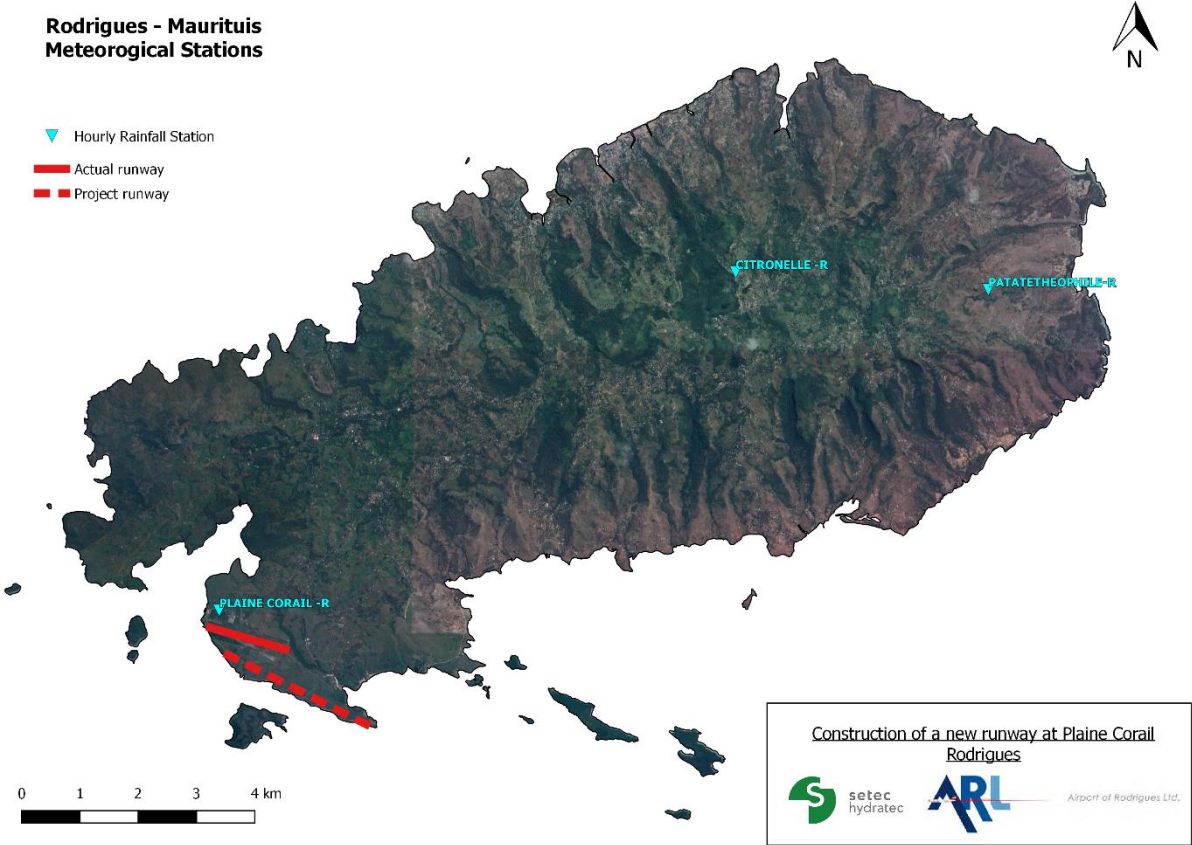 Rodrigues - Maurituis
Meteorogical Stations
N
Hourly Rainfall Station
Actual runway
Project runway
CITRONELLE -R
PATATETHEOPHILE-R
PLAINE CORAIL -R
0 1 2 3 4 km
Construction of a new runway at Plaine Corail
Rodrigues
S
setec
hydratec
ARL
Airport of Rodrigues Ltd.